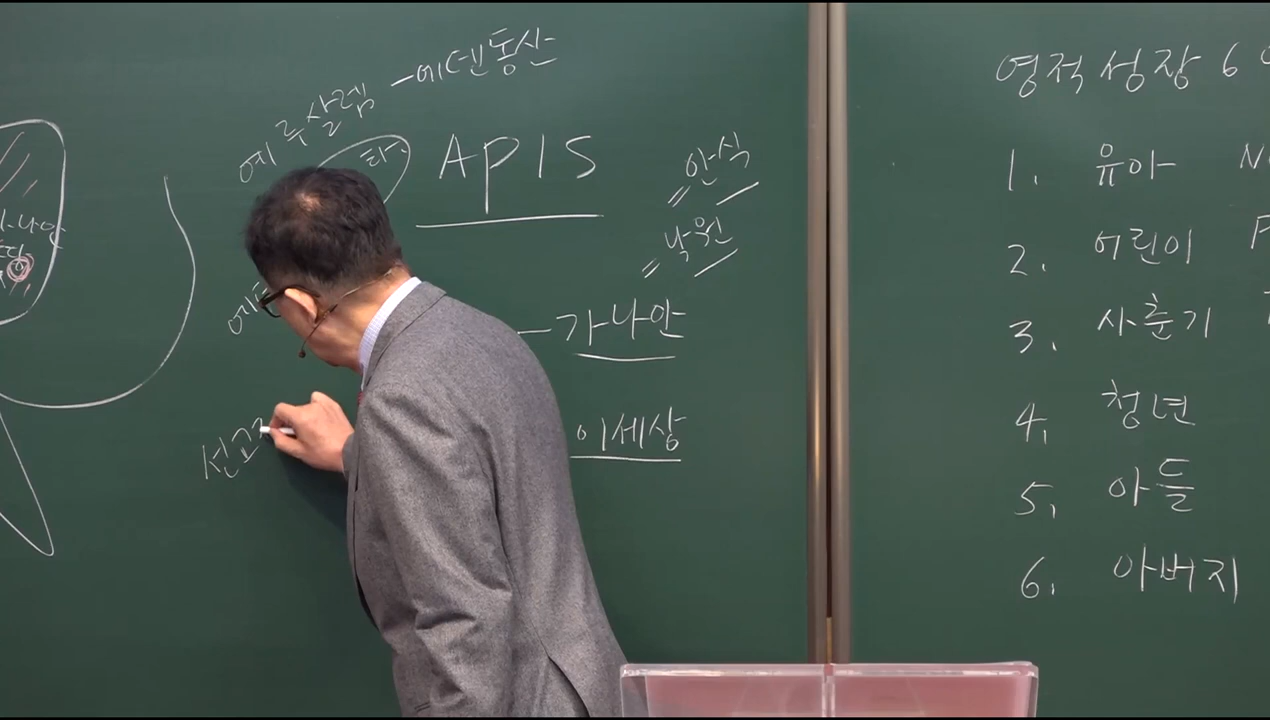 예루살렘 -에덴동산
APIS
안식
낙원
- 가나안
이세상
선교
영적성장 6
1. 유아
2. 어린이
3. 사춘기
4. 청년
5. 아들
6. 아버지